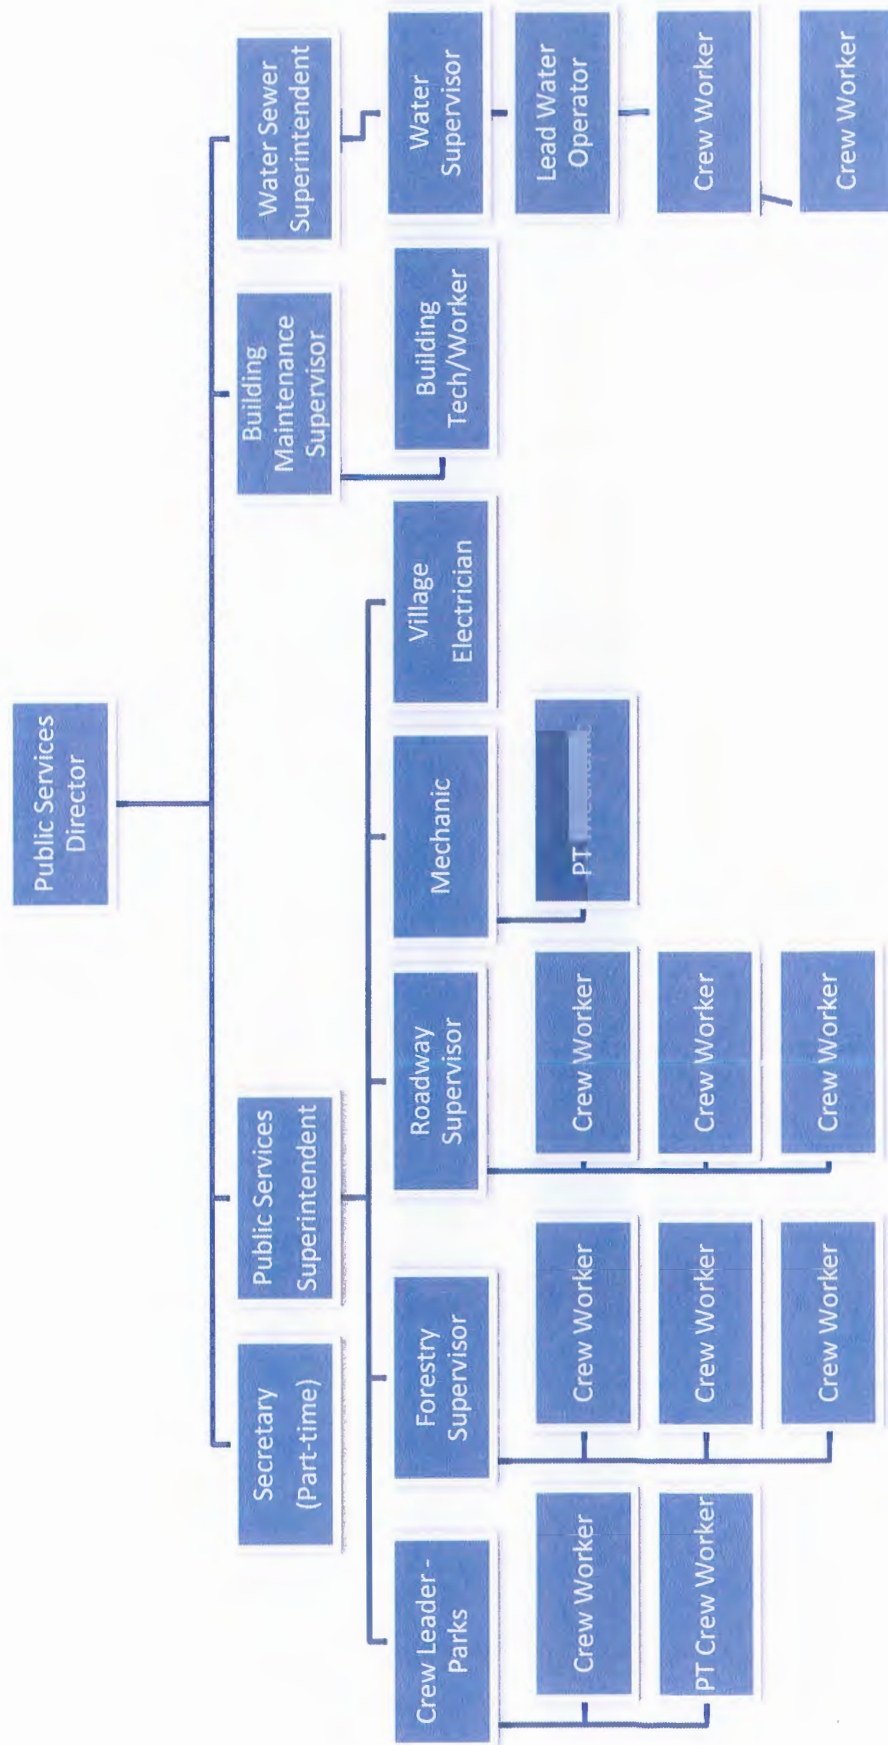 Public Services
Director
Secretary
(Part-time)
Public Services
Superintendent
Building
Maintenance
Supervisor
Water Sewer
Superintendent
Crew Leader -
Parks
Forestry
Supervisor
Roadway
Supervisor
Mechanic
Village
Electrician
Building
Tech/Worker
Water
Supervisor
Crew Worker
PT Crew Worker
Crew Worker
Crew Worker
Crew Worker
Crew Worker
Crew Worker
Crew Worker
PT
Lead Water
Operator
Crew Worker
Crew Worker